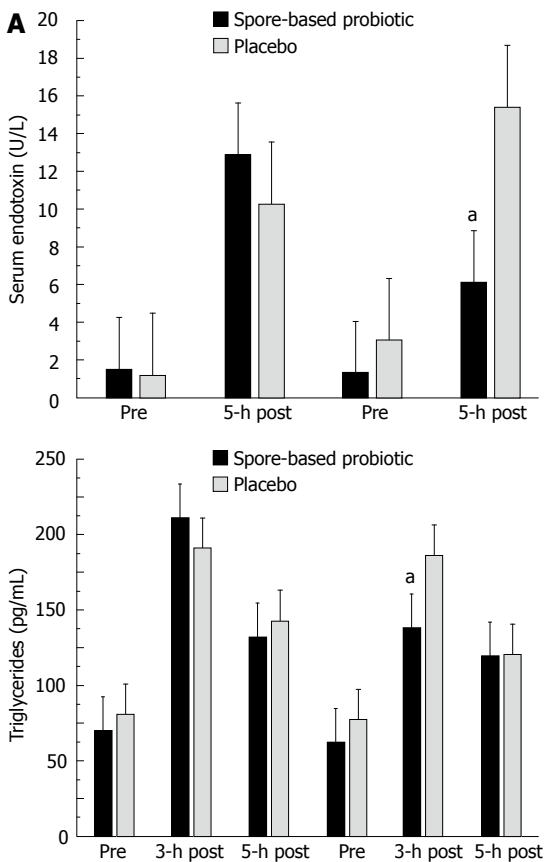 A
Spore-based probiotic
Placebo
Serum endotoxin (U/L)
20
18
16
14
12
10
8
6
4
2
0
a
Pre 5-h post Pre 5-h post
Spore-based probiotic
Placebo
Triglycerides (pg/mL)
250
200
150
100
50
0
a
Pre 3-h post 5-h post Pre 3-h post 5-h post